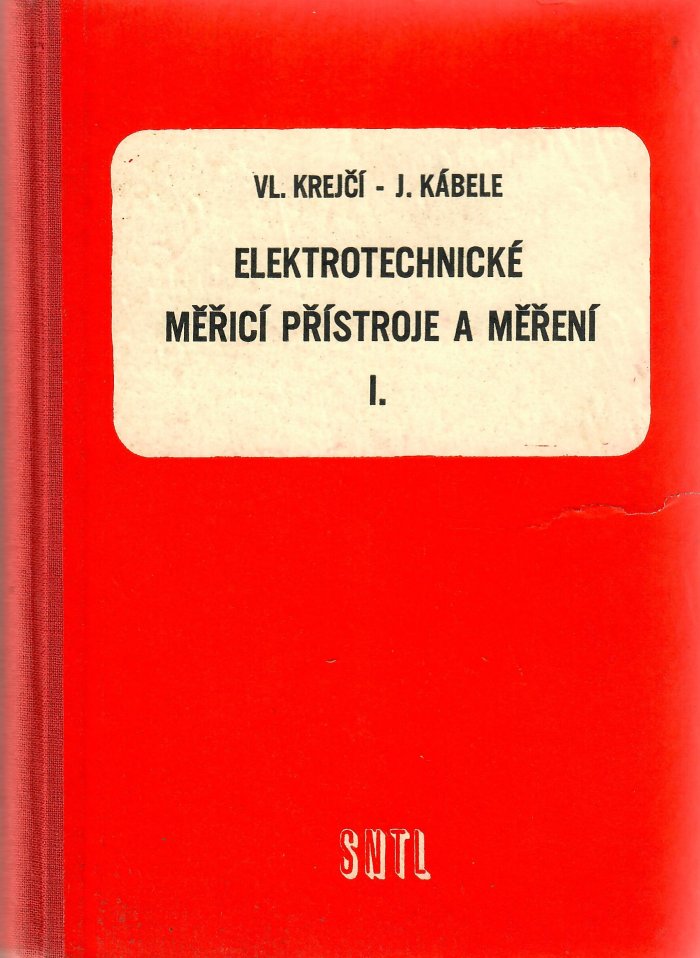 VL. KREJČÍ - J. KÁBELE
ELEKTROTECHNICKÉ
MĚŘICÍ PŘÍSTROJE A MĚŘENÍ
I.
SNTL